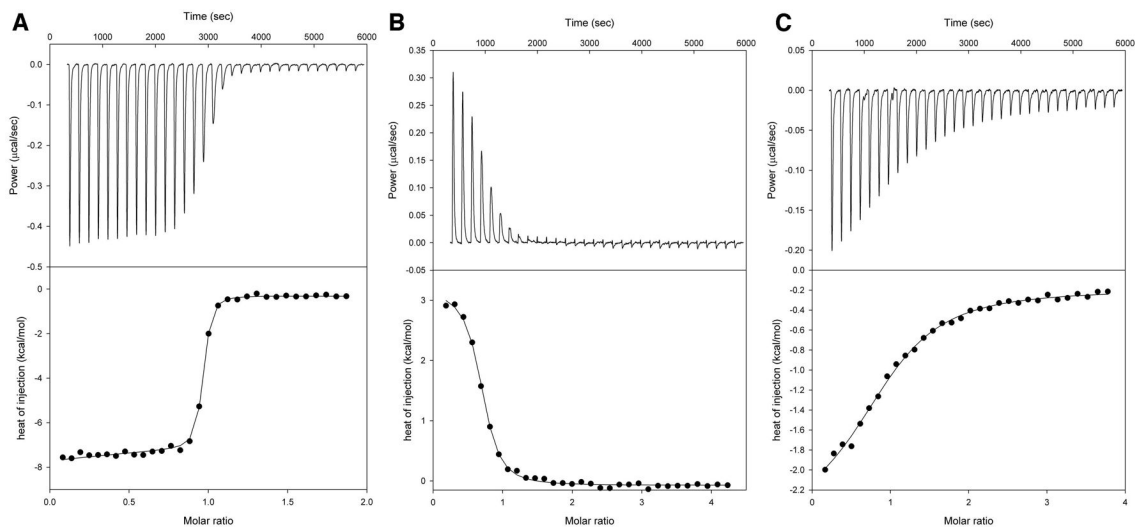 A
Time (sec)
0 1000 2000 3000 4000 5000 6000
0.0
-0.1
-0.2
-0.3
-0.4
-0.5
Power (µcal/sec)
0
-2
-4
-6
-8
heat of injection (kcal/mol)
0.0 0.5 1.0 1.5 2.0
Molar ratio
B
Time (sec)
0 1000 2000 3000 4000 5000 6000
0.35
0.30
0.25
0.20
0.15
0.10
0.05
0.00
-0.05
Power (µcal/sec)
3
2
1
0
heat of injection (kcal/mol)
0 1 2 3 4
Molar ratio
C
Time (sec)
0 1000 2000 3000 4000 5000 6000
0.05
0.00
-0.05
-0.10
-0.15
-0.20
Power (µcal/sec)
0.0
-0.2
-0.4
-0.6
-0.8
-1.0
-1.2
-1.4
-1.6
-1.8
-2.0
-2.2
heat of injection (kcal/mol)
0 1 2 3 4
Molar ratio